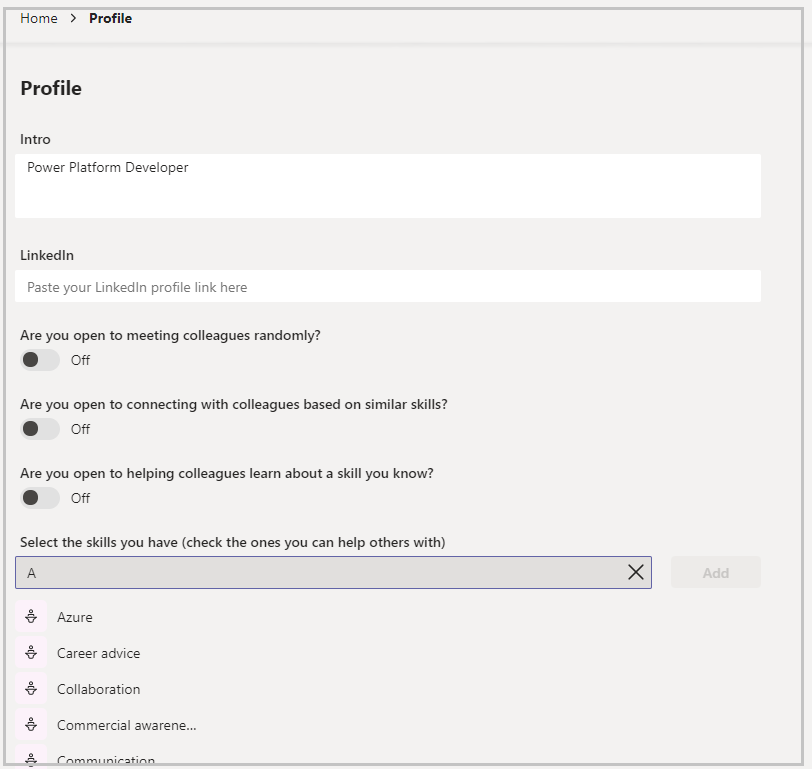 Home > Profile
Profile
Intro
Power Platform Developer
LinkedIn
Paste your LinkedIn profile link here
Are you open to meeting colleagues randomly?
Off
Are you open to connecting with colleagues based on similar skills?
Off
Are you open to helping colleagues learn about a skill you know?
Off
Select the skills you have (check the ones you can help others with)
A Add
Azure
Career advice
Collaboration
Commercial awarene...
Communication